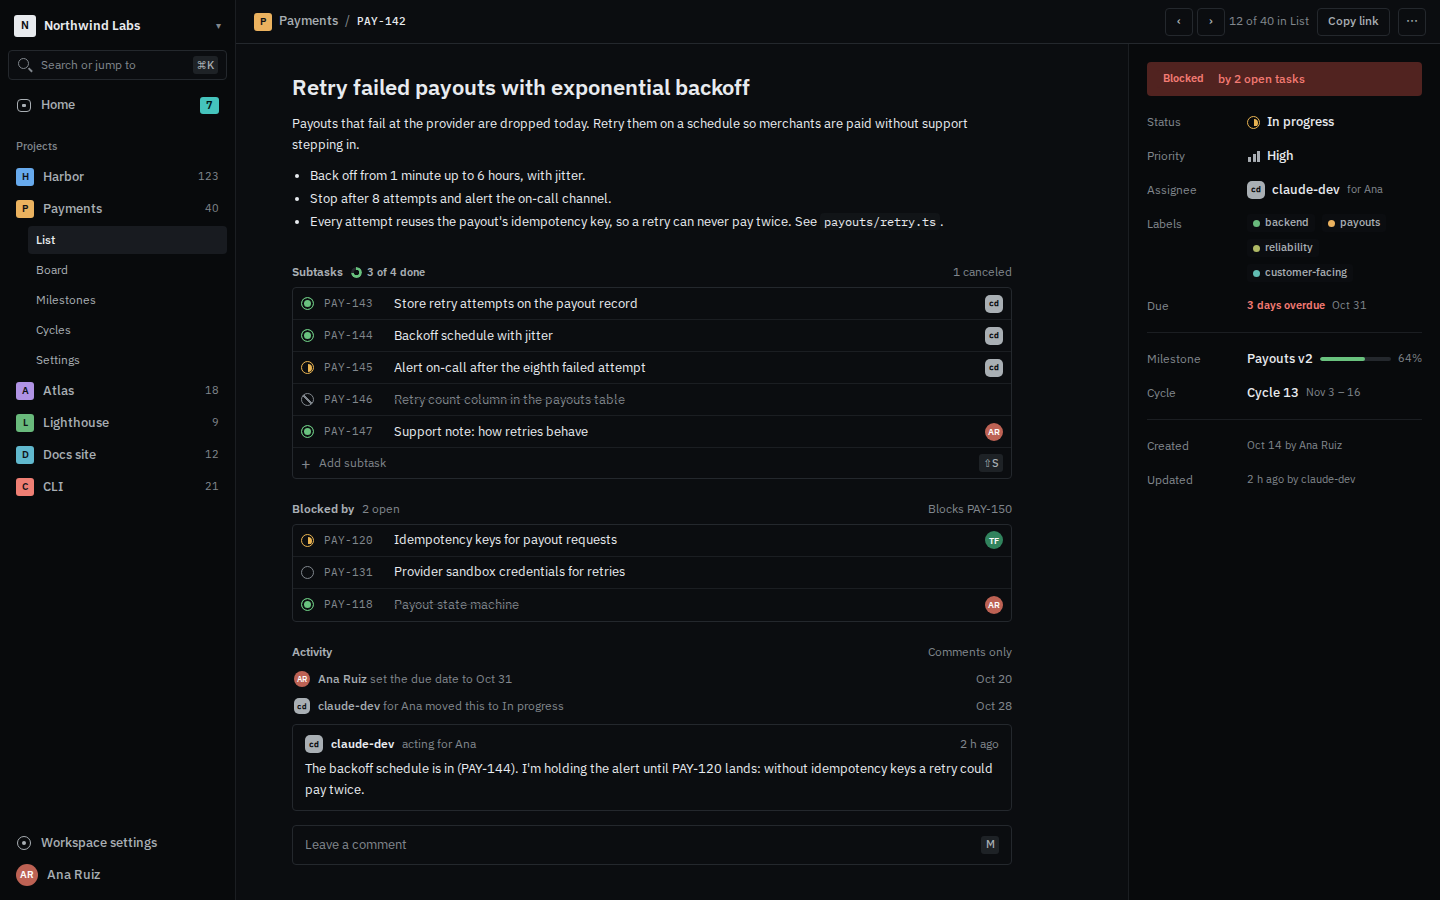 N Northwind Labs
Search or jump to ⌘K
Home 7
Projects
H Harbor 123
P Payments 40
List
Board
Milestones
Cycles
Settings
A Atlas 18
L Lighthouse 9
D Docs site 12
C CLI 21
Workspace settings
AR Ana Ruiz
P Payments / PAY-142
‹ › 12 of 40 in List Copy link ···
Retry failed payouts with exponential backoff
Payouts that fail at the provider are dropped today. Retry them on a schedule so merchants are paid without support
stepping in.
• Back off from 1 minute up to 6 hours, with jitter.
• Stop after 8 attempts and alert the on-call channel.
• Every attempt reuses the payout's idempotency key, so a retry can never pay twice. See payouts/retry.ts.
Subtasks 3 of 4 done 1 canceled
PAY-143 Store retry attempts on the payout record cd
PAY-144 Backoff schedule with jitter cd
PAY-145 Alert on-call after the eighth failed attempt cd
PAY-146 Retry count column in the payouts table
PAY-147 Support note: how retries behave AR
+ Add subtask ⇧S
Blocked by 2 open Blocks PAY-150
PAY-120 Idempotency keys for payout requests TF
PAY-131 Provider sandbox credentials for retries
PAY-118 Payout state machine AR
Activity Comments only
AR Ana Ruiz set the due date to Oct 31 Oct 20
cd claude-dev for Ana moved this to In progress Oct 28
cd claude-dev acting for Ana 2 h ago
The backoff schedule is in (PAY-144). I'm holding the alert until PAY-120 lands: without idempotency keys a retry could
pay twice.
Leave a comment M
Blocked by 2 open tasks
Status In progress
Priority High
Assignee cd claude-dev for Ana
Labels backend payouts
reliability
customer-facing
Due 3 days overdue Oct 31
Milestone Payouts v2 64%
Cycle Cycle 13 Nov 3 – 16
Created Oct 14 by Ana Ruiz
Updated 2 h ago by claude-dev